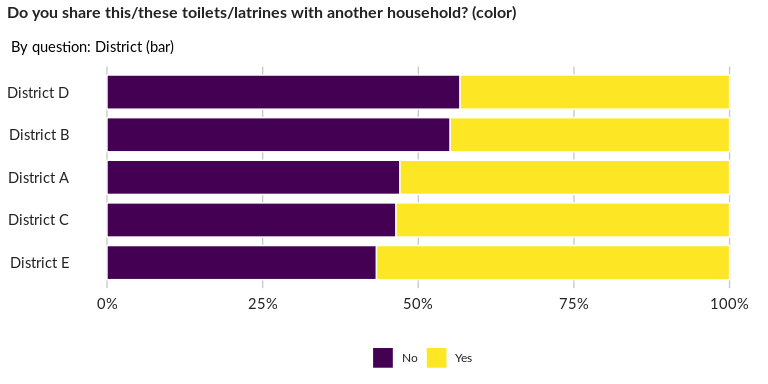 Do you share this/these toilets/latrines with another household? (color)
By question: District (bar)
District D
District B
District A
District C
District E
0% 25% 50% 75% 100%
No Yes